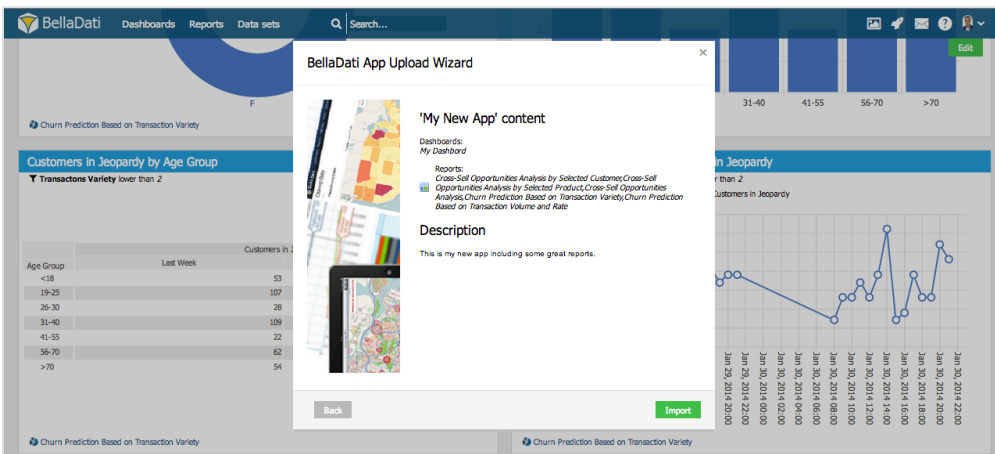 BellaDati Dashboards Reports Data sets Search...
Edit
F
31-40 41-55 56-70 >70
Churn Prediction Based on Transaction Variety
Customers in Jeopardy by Age Group
Transactons Variety lower than 2
Customers in J
Age Group Last Week
<18 53
19-25 107
26-30 28
31-40 109
41-55 22
56-70 62
>70 54
Churn Prediction Based on Transaction Variety
BellaDati App Upload Wizard
×
'My New App' content
Dashboards:
My Dashbord
Reports:
Cross-Sell Opportunities Analysis by Selected Customer,Cross-Sell
Opportunities Analysis by Selected Product,Cross-Sell Opportunities
Analysis,Churn Prediction Based on Transaction Variety,Churn Prediction
Based on Transaction Volume and Rate
Description
This is my new app including some great reports.
Back Import
in Jeopardy
r than 2
Customers in Jeopardy
Jan 29, 2014 20:00
Jan 29, 2014 22:00
Jan 30, 2014 00:00
Jan 30, 2014 02:00
Jan 30, 2014 04:00
Jan 30, 2014 06:00
Jan 30, 2014 08:00
Jan 30, 2014 10:00
Jan 30, 2014 12:00
Jan 30, 2014 14:00
Jan 30, 2014 16:00
Jan 30, 2014 18:00
Jan 30, 2014 20:00
Jan 30, 2014 22:00
Churn Prediction Based on Transaction Variety